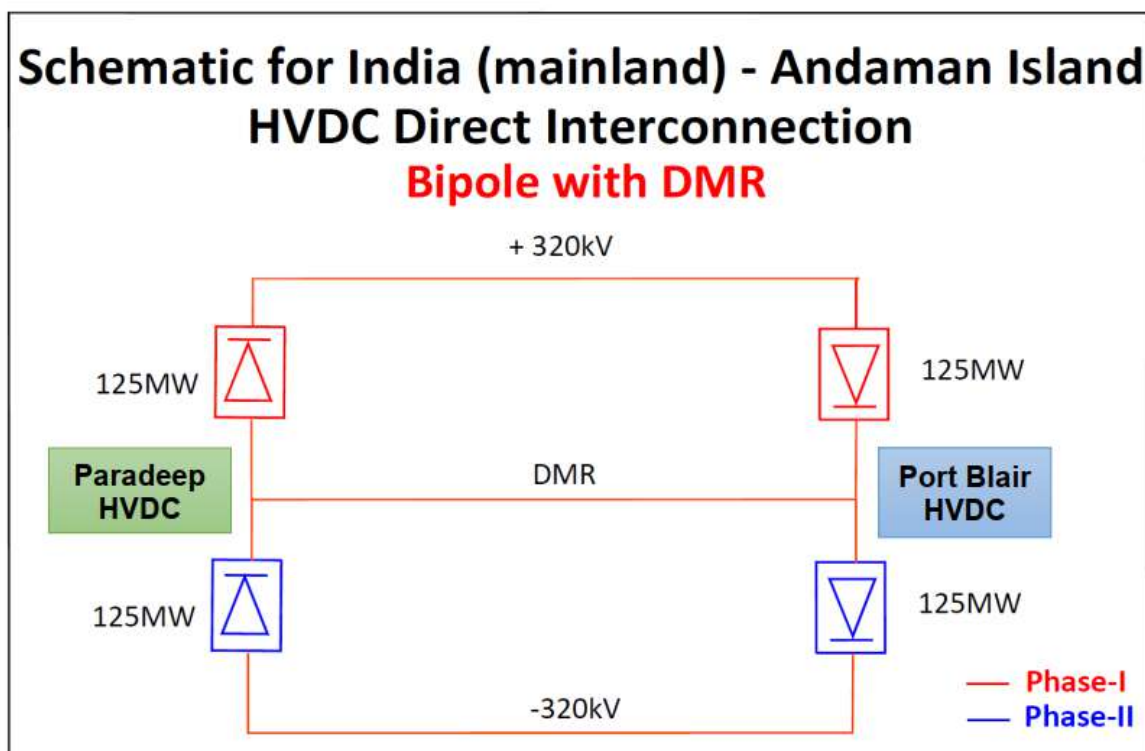 Schematic for India (mainland) - Andaman Island
HVDC Direct Interconnection
Bipole with DMR
+ 320kV
125MW
125MW
Paradeep
HVDC
DMR
Port Blair
HVDC
125MW
125MW
-320kV
Phase-I
Phase-II